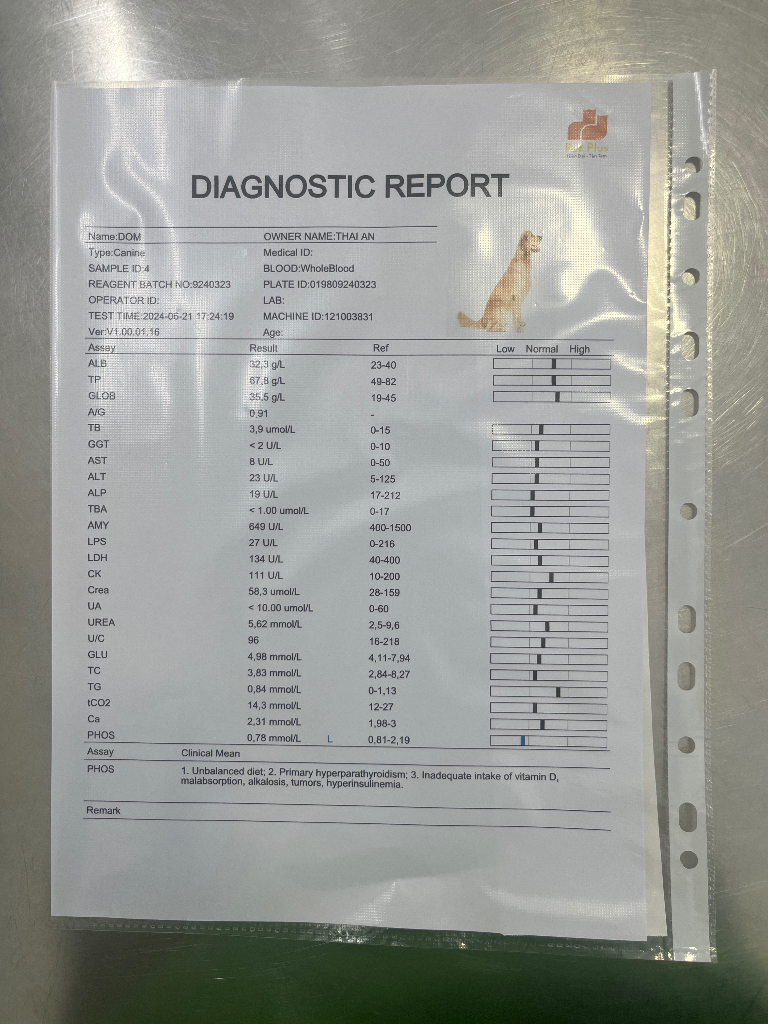 Pet Plus
DIAGNOSTIC REPORT
Name:DOM OWNER NAME:THAI AN
Type:Canine Medical ID:
SAMPLE ID:4 BLOOD:WholeBlood
REAGENT BATCH NO:9240323 PLATE ID:019809240323
OPERATOR ID: LAB:
TEST TIME:2024-05-21 17:24:19 MACHINE ID:121003831
Ver:V1.00.01.16 Age:
Assay Result Ref Low Normal High
ALB 32,3 g/L 23-40
TP 67,8 g/L 49-82
GLOB 35,5 g/L 19-45
A/G 0,91 -
TB 3,9 umol/L 0-15
GGT < 2 U/L 0-10
AST 8 U/L 0-50
ALT 23 U/L 5-125
ALP 19 U/L 17-212
TBA < 1.00 umol/L 0-17
AMY 649 U/L 400-1500
LPS 27 U/L 0-216
LDH 134 U/L 40-400
CK 111 U/L 10-200
Crea 58,3 umol/L 28-159
UA < 10.00 umol/L 0-60
UREA 5,62 mmol/L 2,5-9,6
U/C 96 16-218
GLU 4,98 mmol/L 4,11-7,94
TC 3,83 mmol/L 2,84-8,27
TG 0,84 mmol/L 0-1,13
tCO2 14,3 mmol/L 12-27
Ca 2,31 mmol/L 1,98-3
PHOS 0,78 mmol/L L 0,81-2,19
Assay Clinical Mean
PHOS 1. Unbalanced diet; 2. Primary hyperparathyroidism; 3. Inadequate intake of vitamin D,
malabsorption, alkalosis, tumors, hyperinsulinemia.
Remark